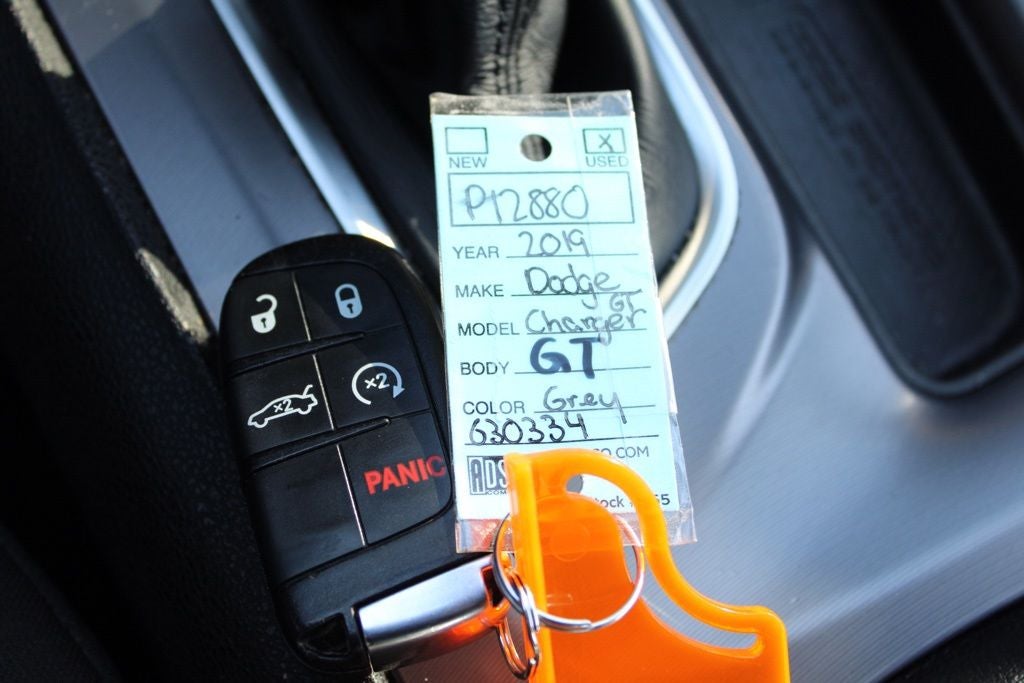 X
NEW USED
P12880
YEAR 2019
MAKE Dodge
GT
MODEL Charger
BODY GT
COLOR Grey
630334
ADS .COM
x2
x2
PANIC